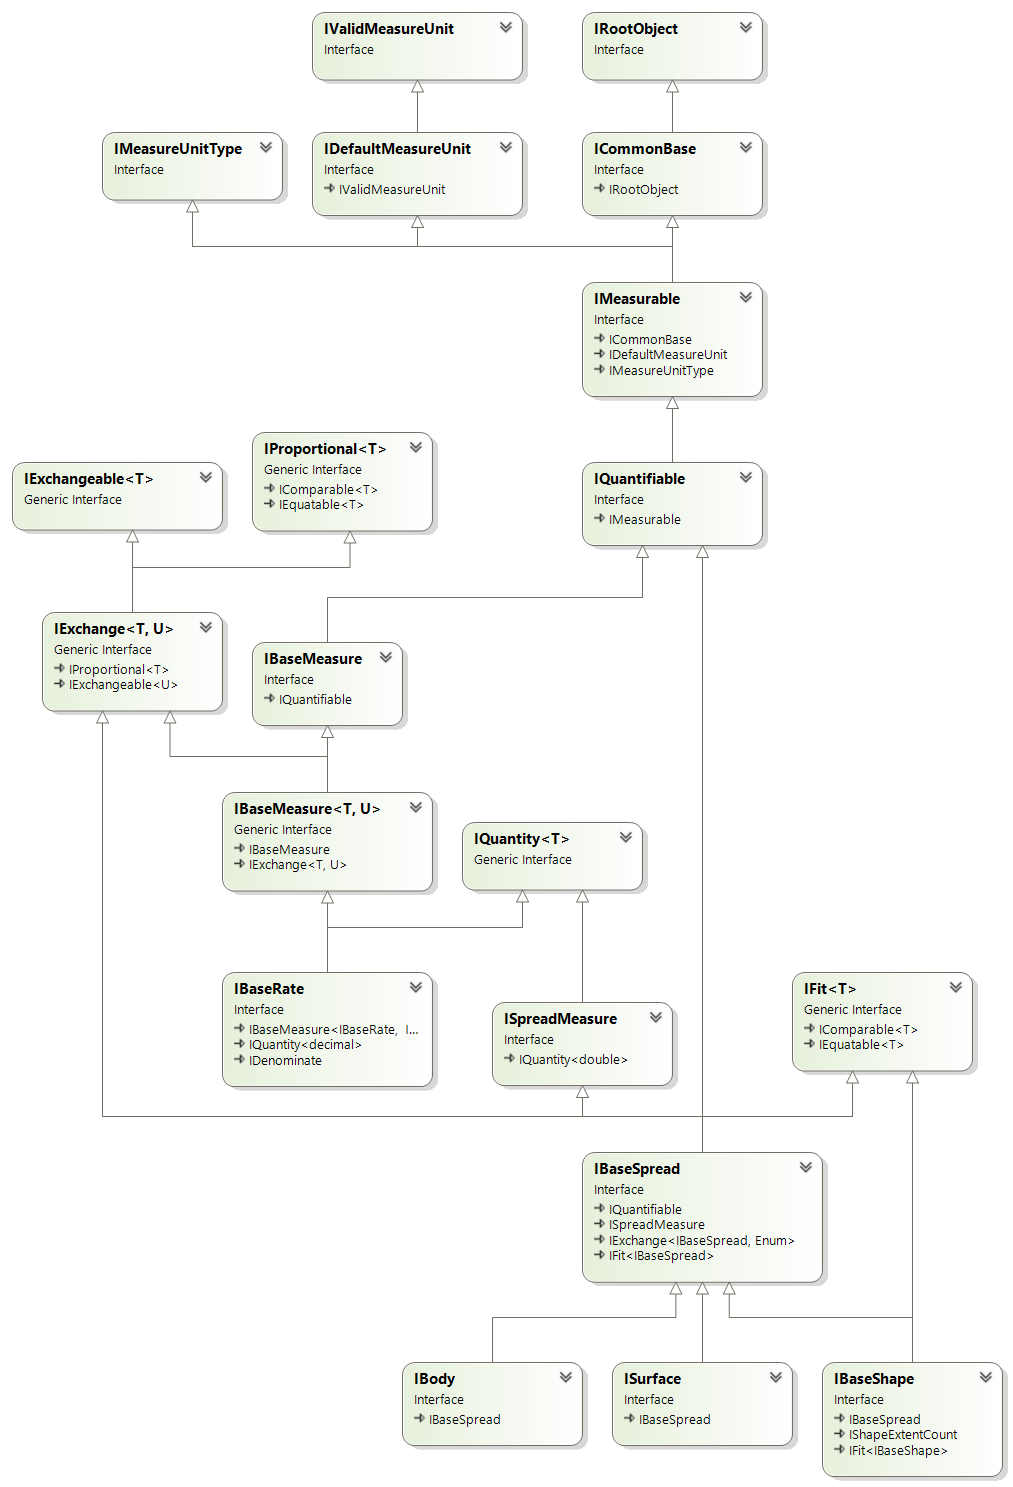 IValidMeasureUnit
Interface
IRootObject
Interface
IMeasureUnitType
Interface
IDefaultMeasureUnit
Interface
IValidMeasureUnit
ICommonBase
Interface
IRootObject
IMeasurable
Interface
ICommonBase
IDefaultMeasureUnit
IMeasureUnitType
IExchangeable<T>
Generic Interface
IProportional<T>
Generic Interface
IComparable<T>
IEquatable<T>
IQuantifiable
Interface
IMeasurable
IExchange<T, U>
Generic Interface
IProportional<T>
IExchangeable<U>
IBaseMeasure
Interface
IQuantifiable
IBaseMeasure<T, U>
Generic Interface
IBaseMeasure
IExchange<T, U>
IQuantity<T>
Generic Interface
IBaseRate
Interface
IBaseMeasure<IBaseRate, I...
IQuantity<decimal>
IDenominate
ISpreadMeasure
Interface
IQuantity<double>
IFit<T>
Generic Interface
IComparable<T>
IEquatable<T>
IBaseSpread
Interface
IQuantifiable
ISpreadMeasure
IExchange<IBaseSpread, Enum>
IFit<IBaseSpread>
IBody
Interface
IBaseSpread
ISurface
Interface
IBaseSpread
IBaseShape
Interface
IBaseSpread
IShapeExtentCount
IFit<IBaseShape>